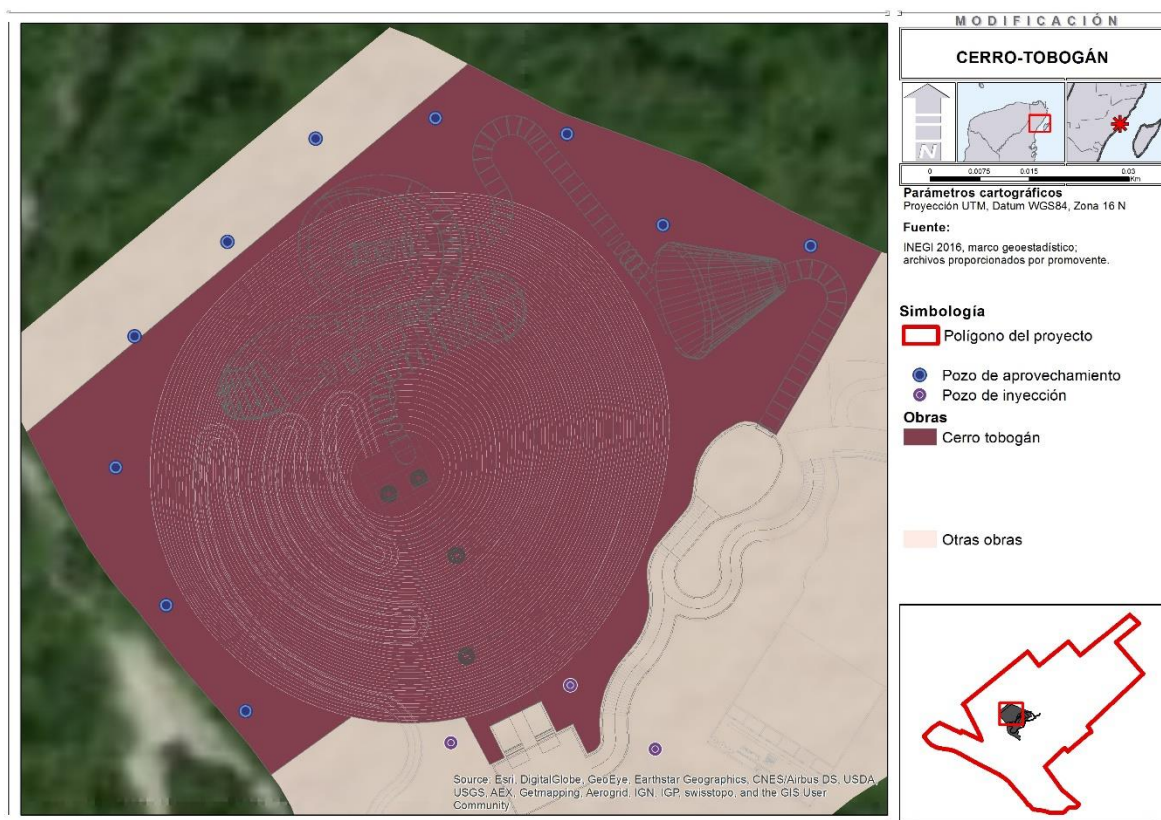 MODIFICACIÓN
CERRO-TOBOGÁN
N
0 0.0075 0.015 0.03
Km
Parámetros cartográficos
Proyección UTM, Datum WGS84, Zona 16 N
Fuente:
INEGI 2016, marco geoestadístico;
archivos proporcionados por promovente.
Simbología
Polígono del proyecto
Pozo de aprovechamiento
Pozo de inyección
Obras
Cerro tobogán
Otras obras
Source: Esri, DigitalGlobe, GeoEye, Earthstar Geographics, CNES/Airbus DS, USDA,
USGS, AEX, Getmapping, Aerogrid, IGN, IGP, swisstopo, and the GIS User
Community